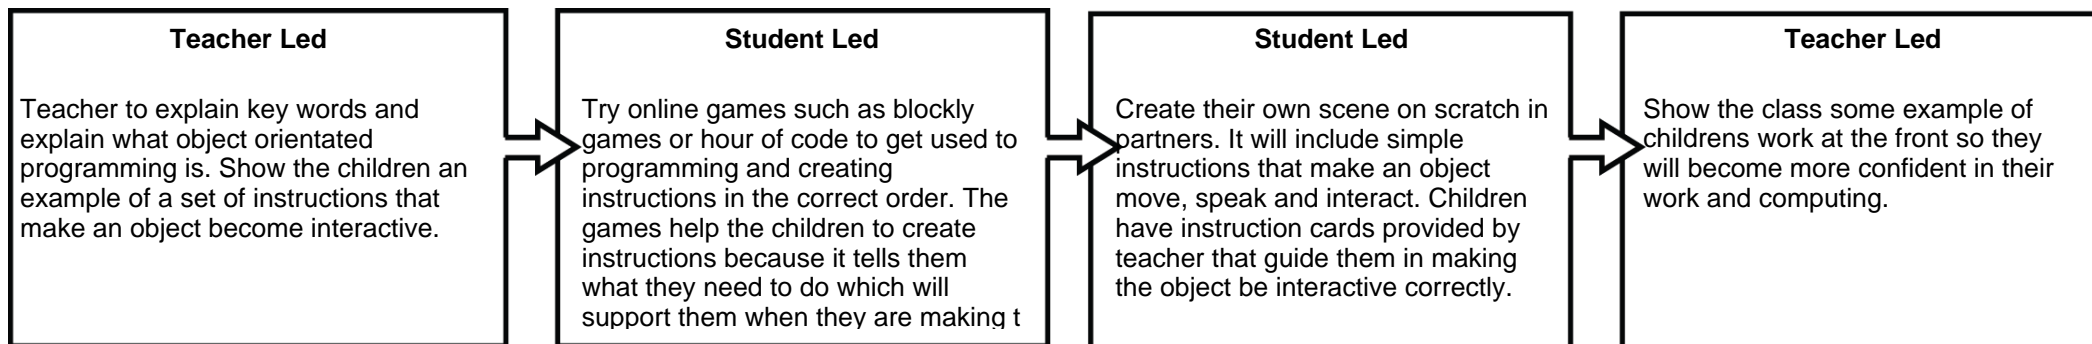 Teacher Led
Teacher to explain key words and
explain what object orientated
programming is. Show the children an
example of a set of instructions that
make an object become interactive.
Student Led
Try online games such as blockly
games or hour of code to get used to
programming and creating
instructions in the correct order. The
games help the children to create
instructions because it tells them
what they need to do which will
support them when they are making t
Student Led
Create their own scene on scratch in
partners. It will include simple
instructions that make an object
move, speak and interact. Children
have instruction cards provided by
teacher that guide them in making
the object be interactive correctly.
Teacher Led
Show the class some example of
childrens work at the front so they
will become more confident in their
work and computing.